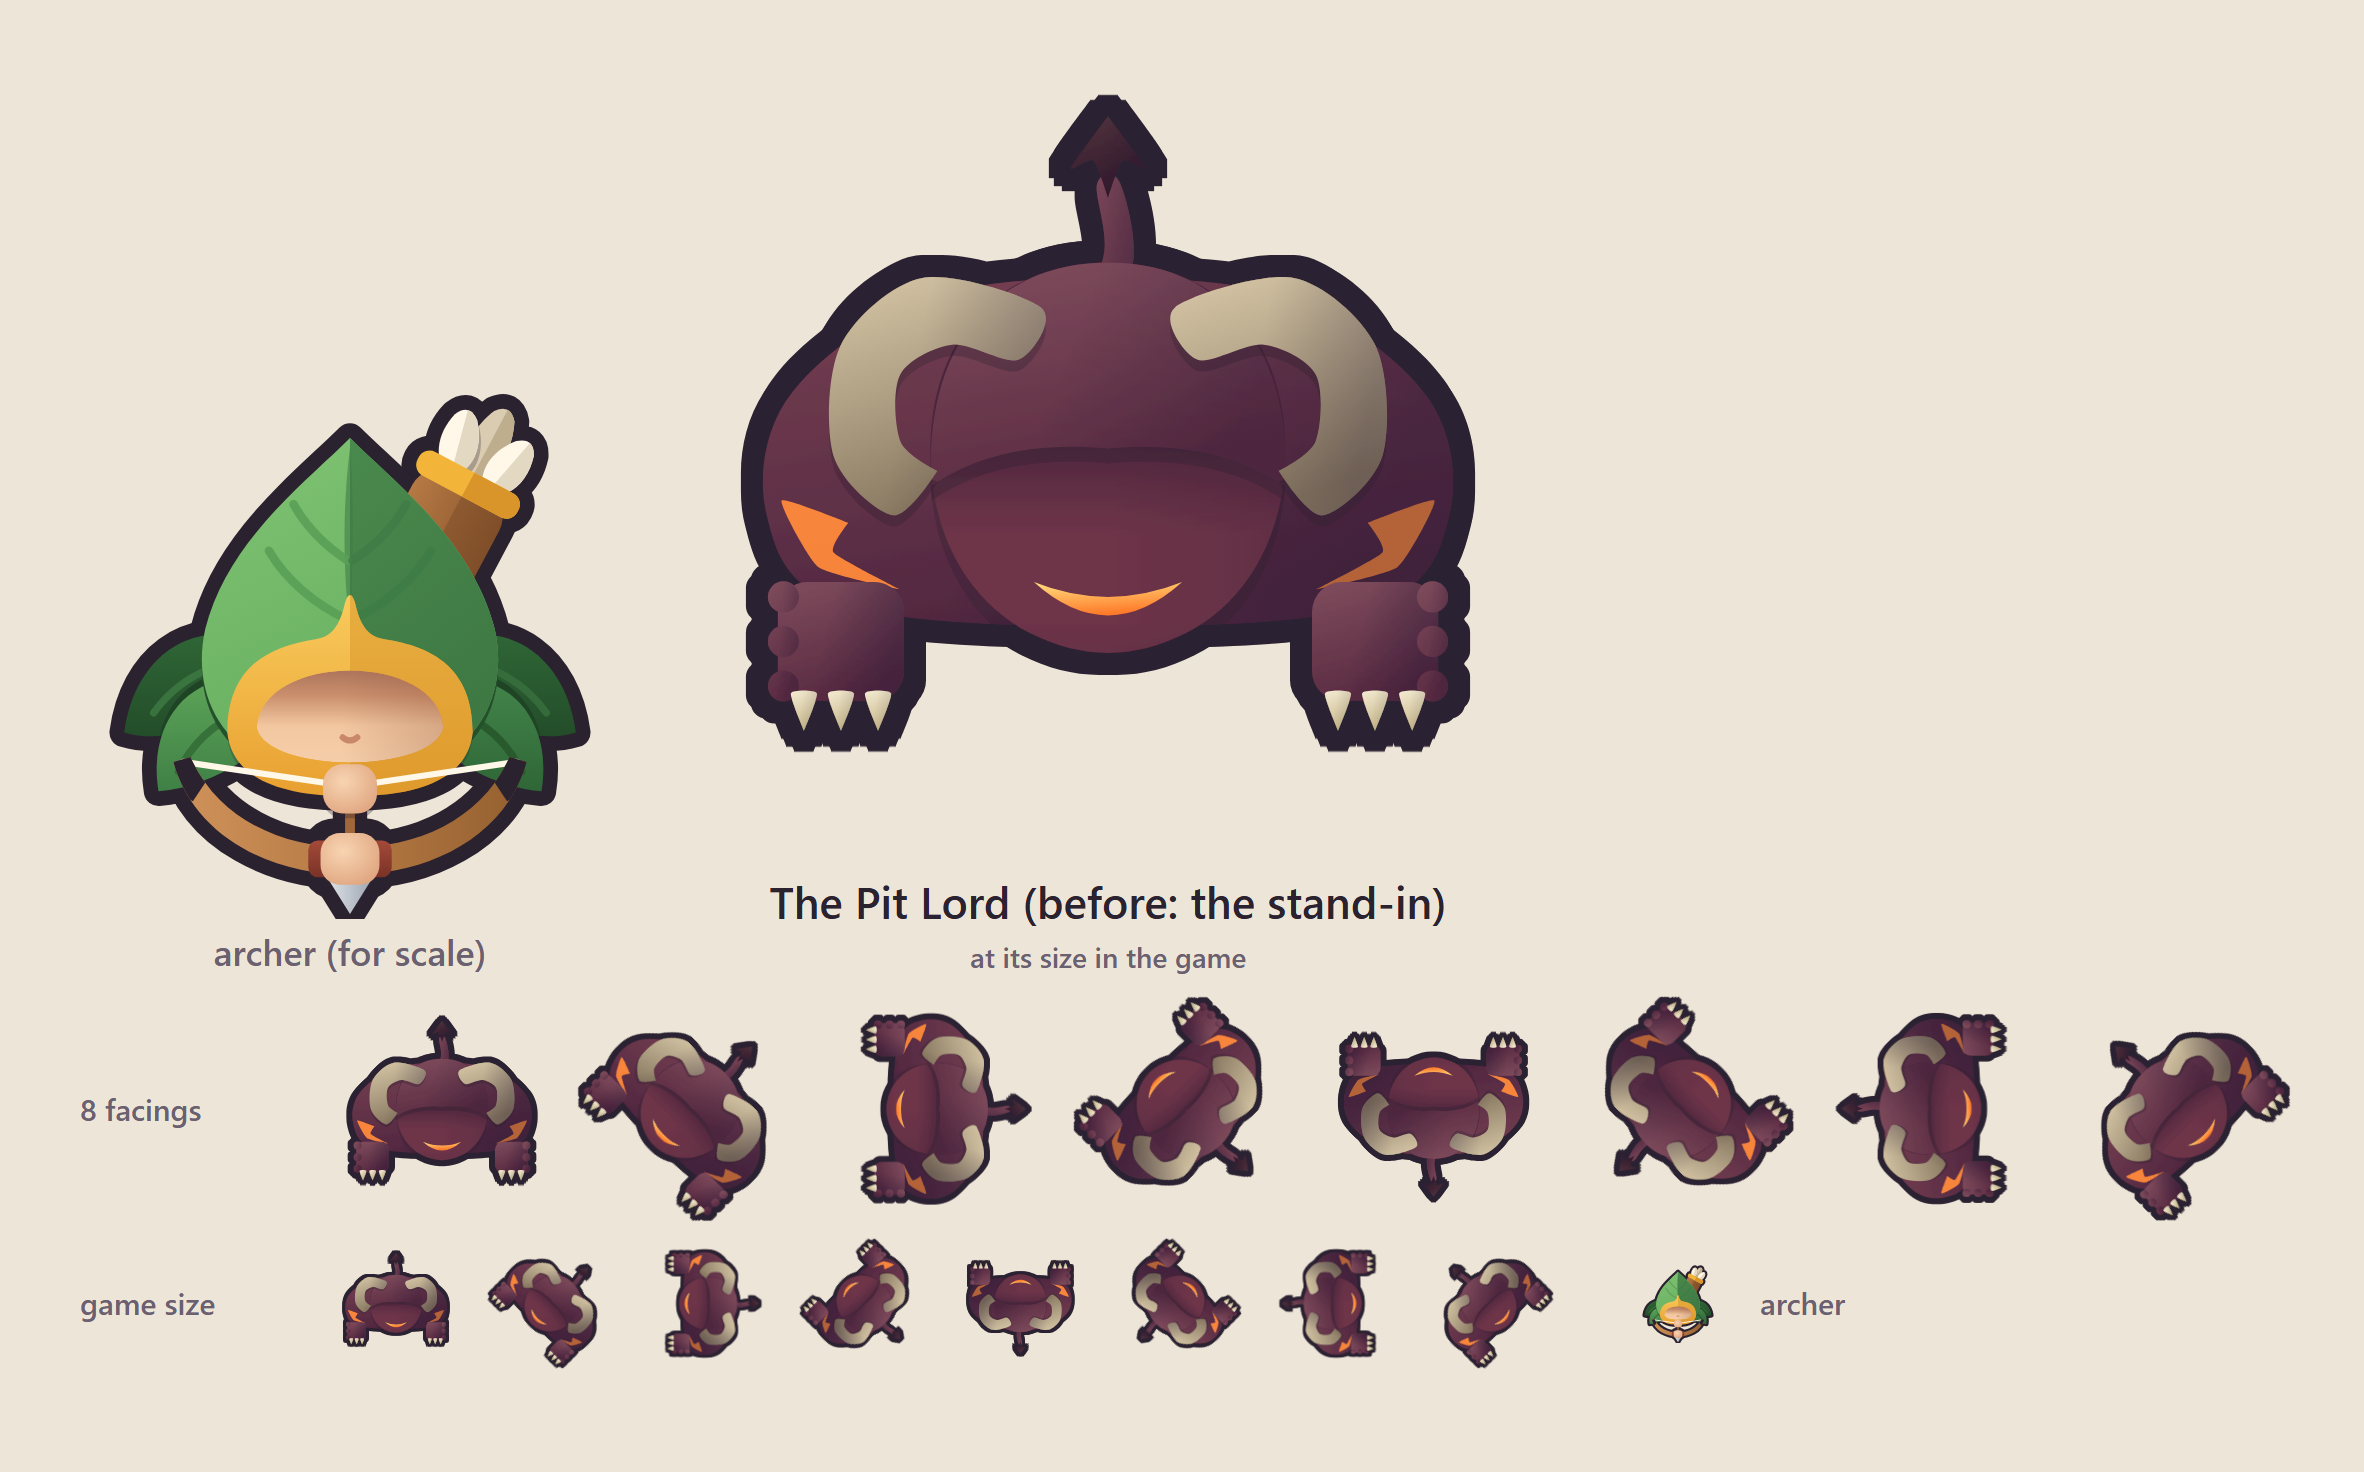 The Pit Lord (before: the stand-in)
archer (for scale)
at its size in the game
8 facings
game size
archer